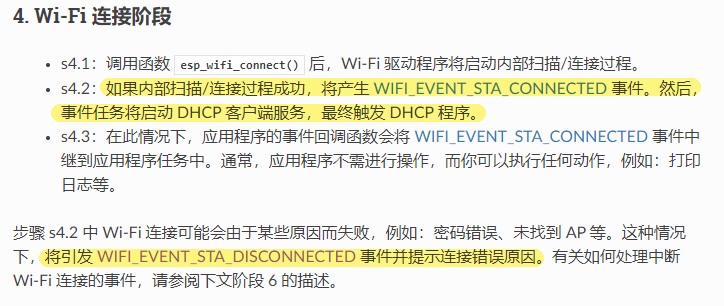 4. Wi-Fi 连接阶段
s4.1：调用函数 esp_wifi_connect() 后，Wi-Fi 驱动程序将启动内部扫描/连接过程。
s4.2：如果内部扫描/连接过程成功，将产生 WIFI_EVENT_STA_CONNECTED 事件。然后，
事件任务将启动 DHCP 客户端服务，最终触发 DHCP 程序。
s4.3：在此情况下，应用程序的事件回调函数会将 WIFI_EVENT_STA_CONNECTED 事件中
继到应用程序任务中。通常，应用程序不需进行操作，而你可以执行任何动作，例如：打印
日志等。
步骤 s4.2 中 Wi-Fi 连接可能会由于某些原因而失败，例如：密码错误、未找到 AP 等。这种情况
下，将引发 WIFI_EVENT_STA_DISCONNECTED 事件并提示连接错误原因。有关如何处理中断
Wi-Fi 连接的事件，请参阅下文阶段 6 的描述。